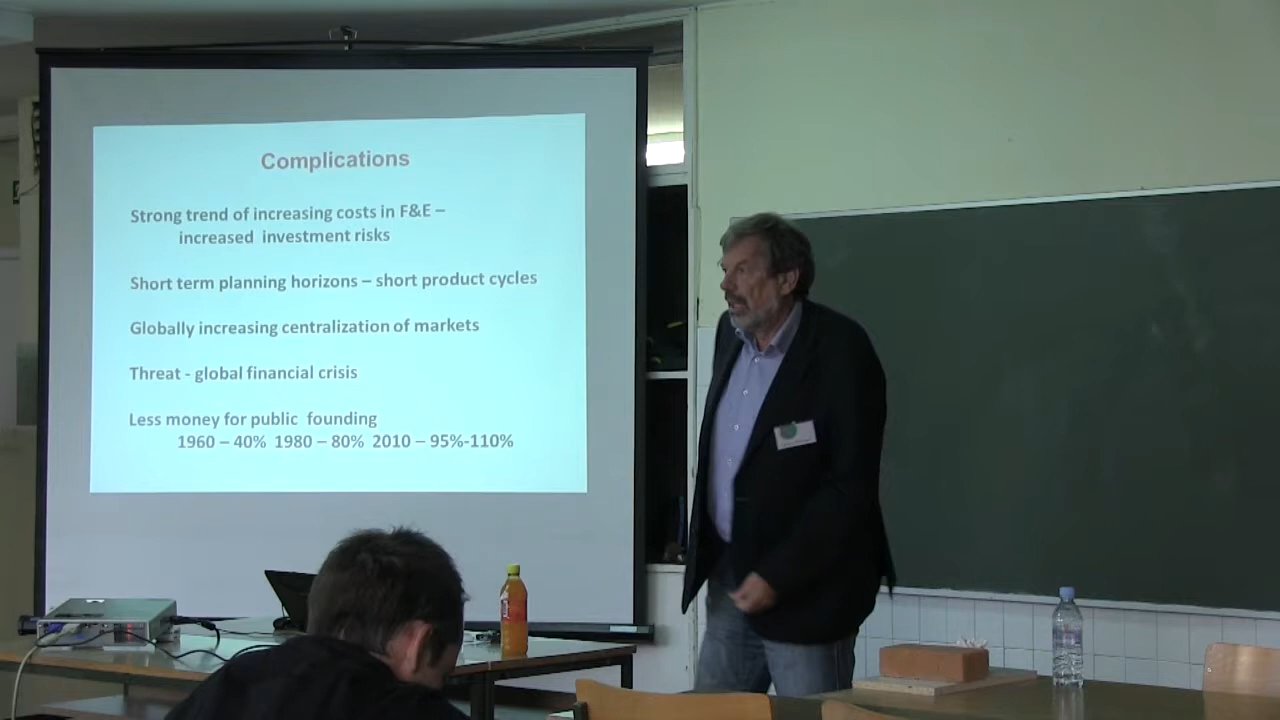 Complications
Strong trend of increasing costs in F&E –
increased investment risks
Short term planning horizons – short product cycles
Globally increasing centralization of markets
Threat - global financial crisis
Less money for public founding
1960 – 40% 1980 – 80% 2010 – 95%-110%